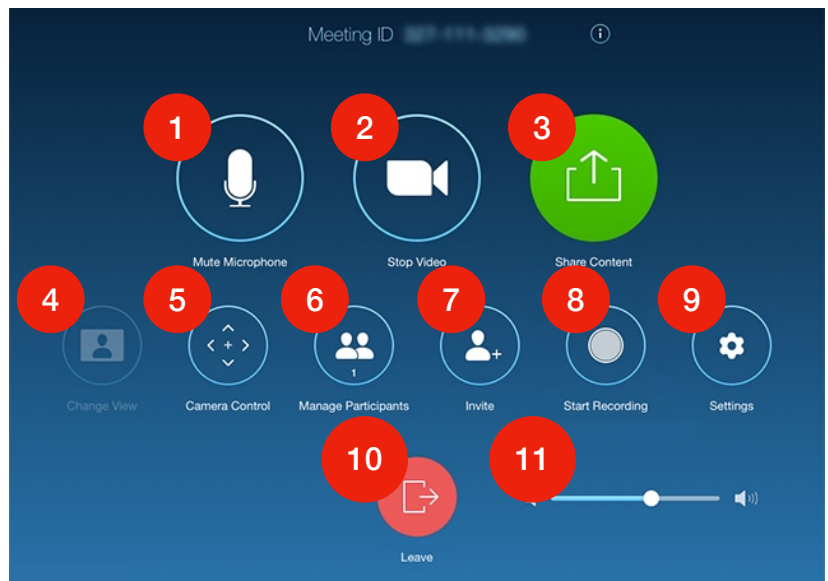 Meeting ID
1 2 3
Mute Microphone Stop Video Share Content
4 5 6 7 8 9
1
Change View Camera Control Manage Participants Invite Start Recording Settings
10 11
Leave